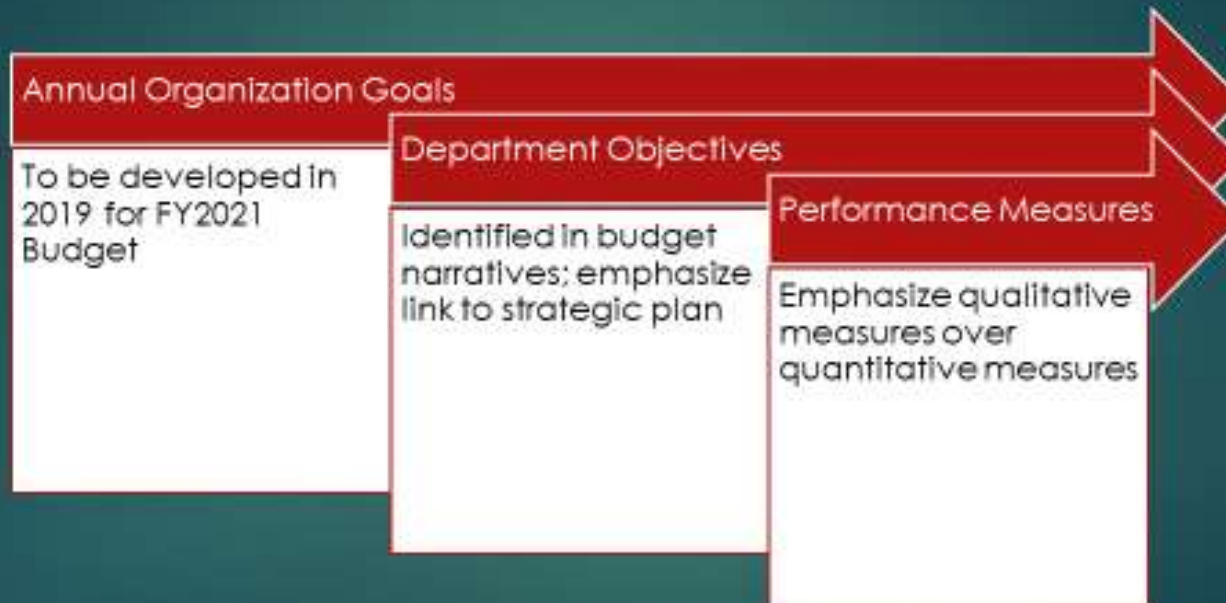 Annual Organization Goals
To be developed in
2019 for FY2021
Budget
Department Objectives
Identified in budget
narratives; emphasize
link to strategic plan
Performance Measures
Emphasize qualitative
measures over
quantitative measures